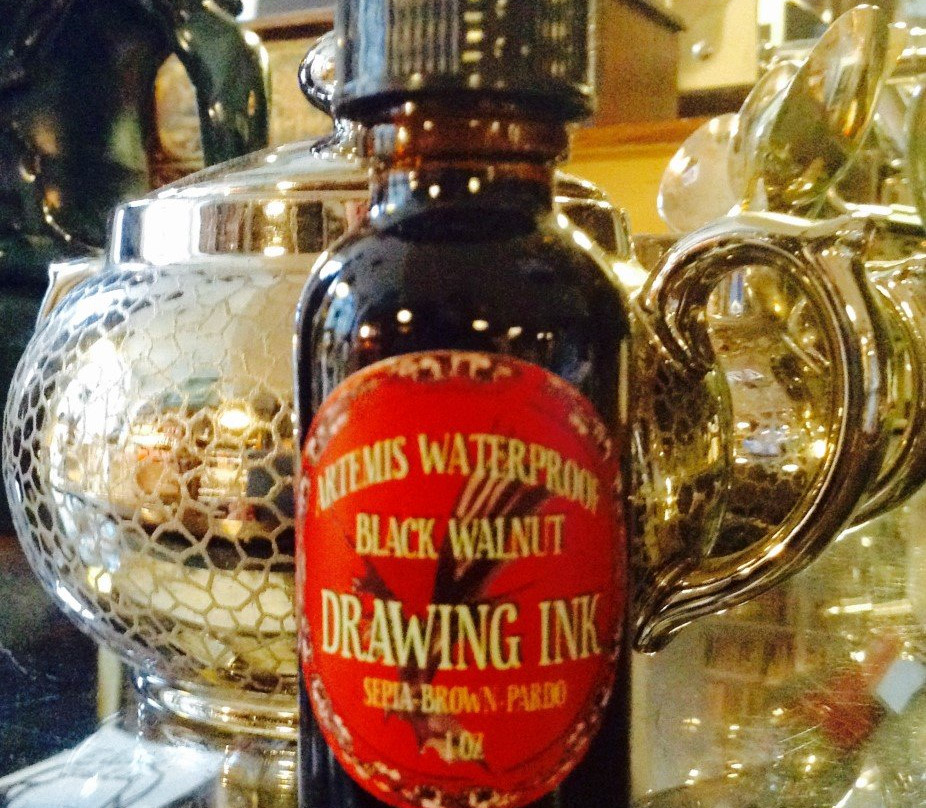 ARTEMIS WATERPROOF
BLACK WALNUT
DRAWING INK
SEPIA-BROWN-PARDO
1 OZ